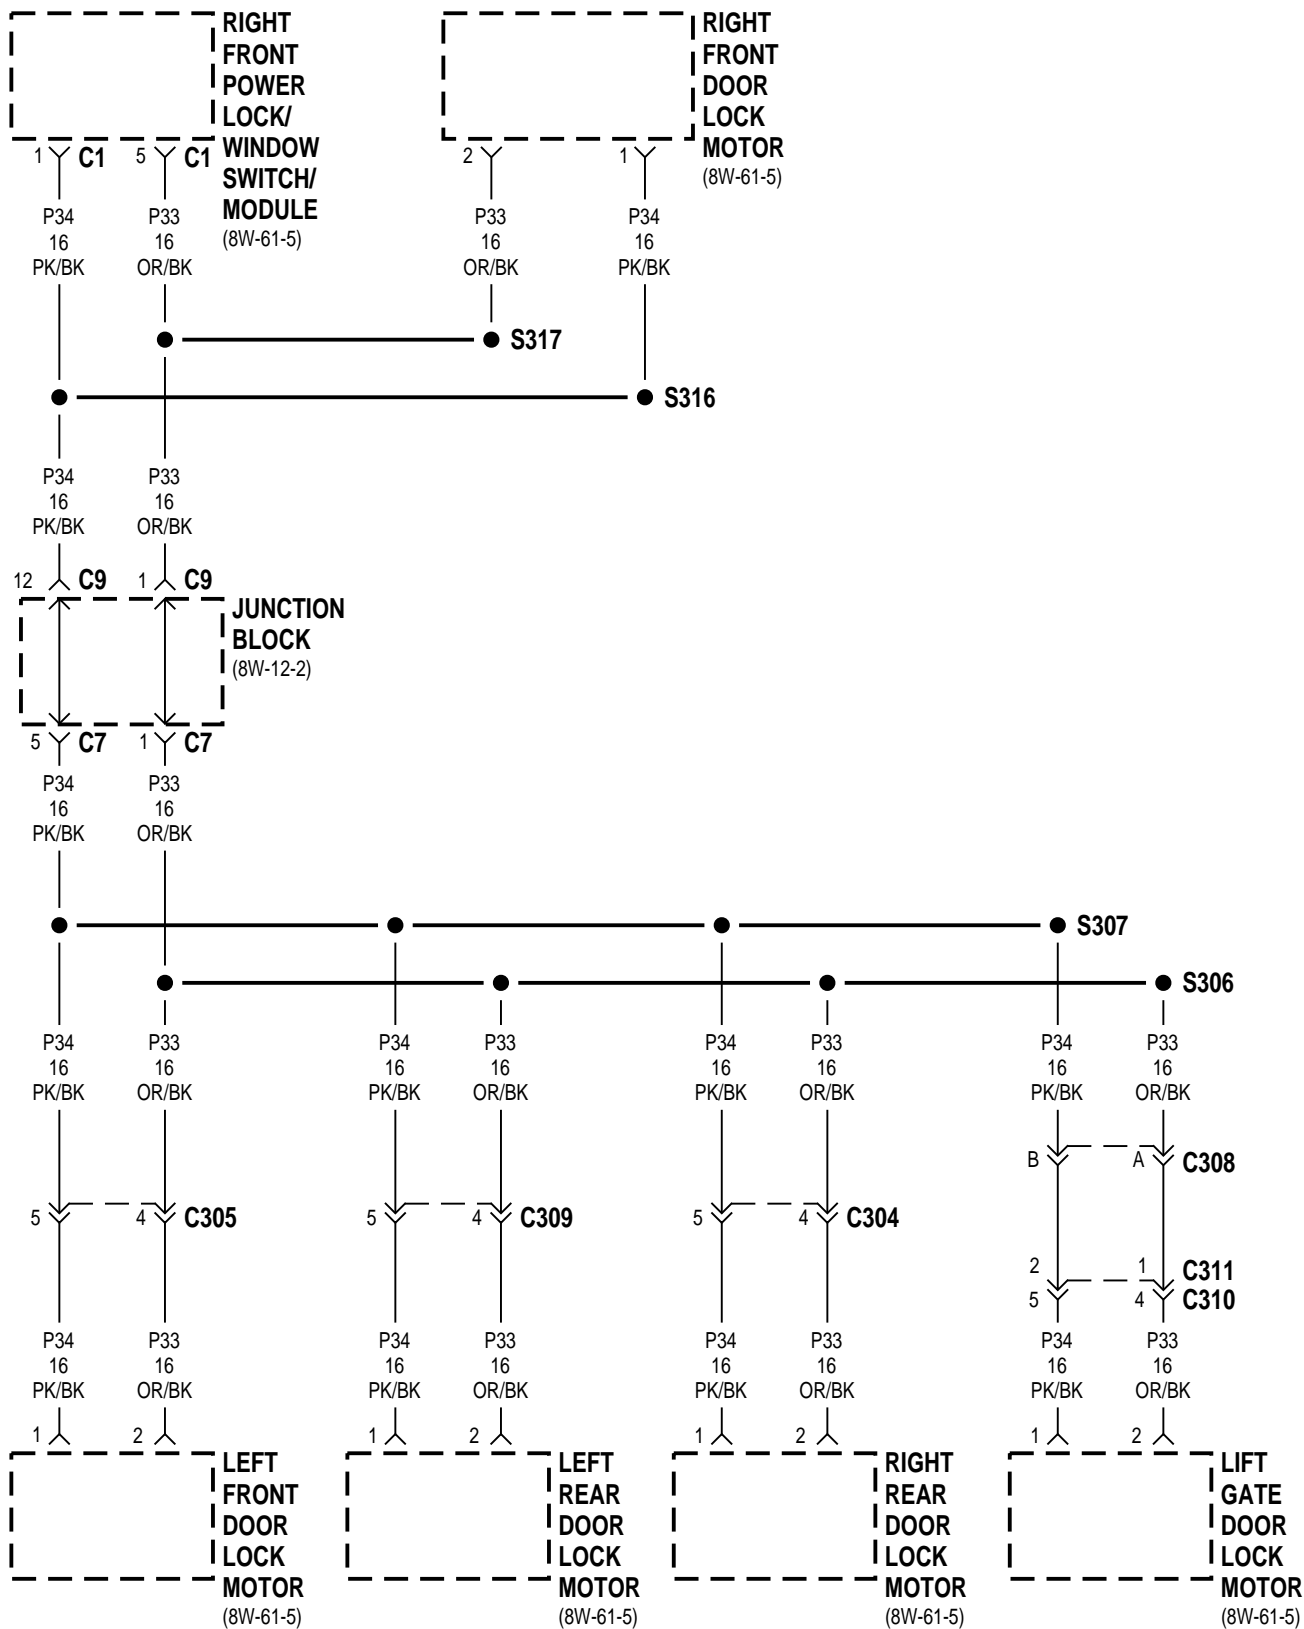 RIGHT
FRONT
POWER
LOCK/
WINDOW
SWITCH/
MODULE
(8W-61-5)
RIGHT
FRONT
DOOR
LOCK
MOTOR
(8W-61-5)
1 C1 5 C1 2 1
P34 P33 P33 P34
16 16 16 16
PK/BK OR/BK OR/BK PK/BK
S317
S316
P34 P33
16 16
PK/BK OR/BK
12 C9 1 C9
JUNCTION
BLOCK
(8W-12-2)
5 C7 1 C7
P34 P33
16 16
PK/BK OR/BK
S307
S306
P34 P33 P34 P33 P34 P33 P34 P33
16 16 16 16 16 16 16 16
PK/BK OR/BK PK/BK OR/BK PK/BK OR/BK PK/BK OR/BK
B A C308
5 4 C305 5 4 C309 5 4 C304
2 1 C311
5 4 C310
P34 P33 P34 P33 P34 P33 P34 P33
16 16 16 16 16 16 16 16
PK/BK OR/BK PK/BK OR/BK PK/BK OR/BK PK/BK OR/BK
1 2 1 2 1 2 1 2
LEFT
FRONT
DOOR
LOCK
MOTOR
(8W-61-5)
LEFT
REAR
DOOR
LOCK
MOTOR
(8W-61-5)
RIGHT
REAR
DOOR
LOCK
MOTOR
(8W-61-5)
LIFT
GATE
DOOR
LOCK
MOTOR
(8W-61-5)